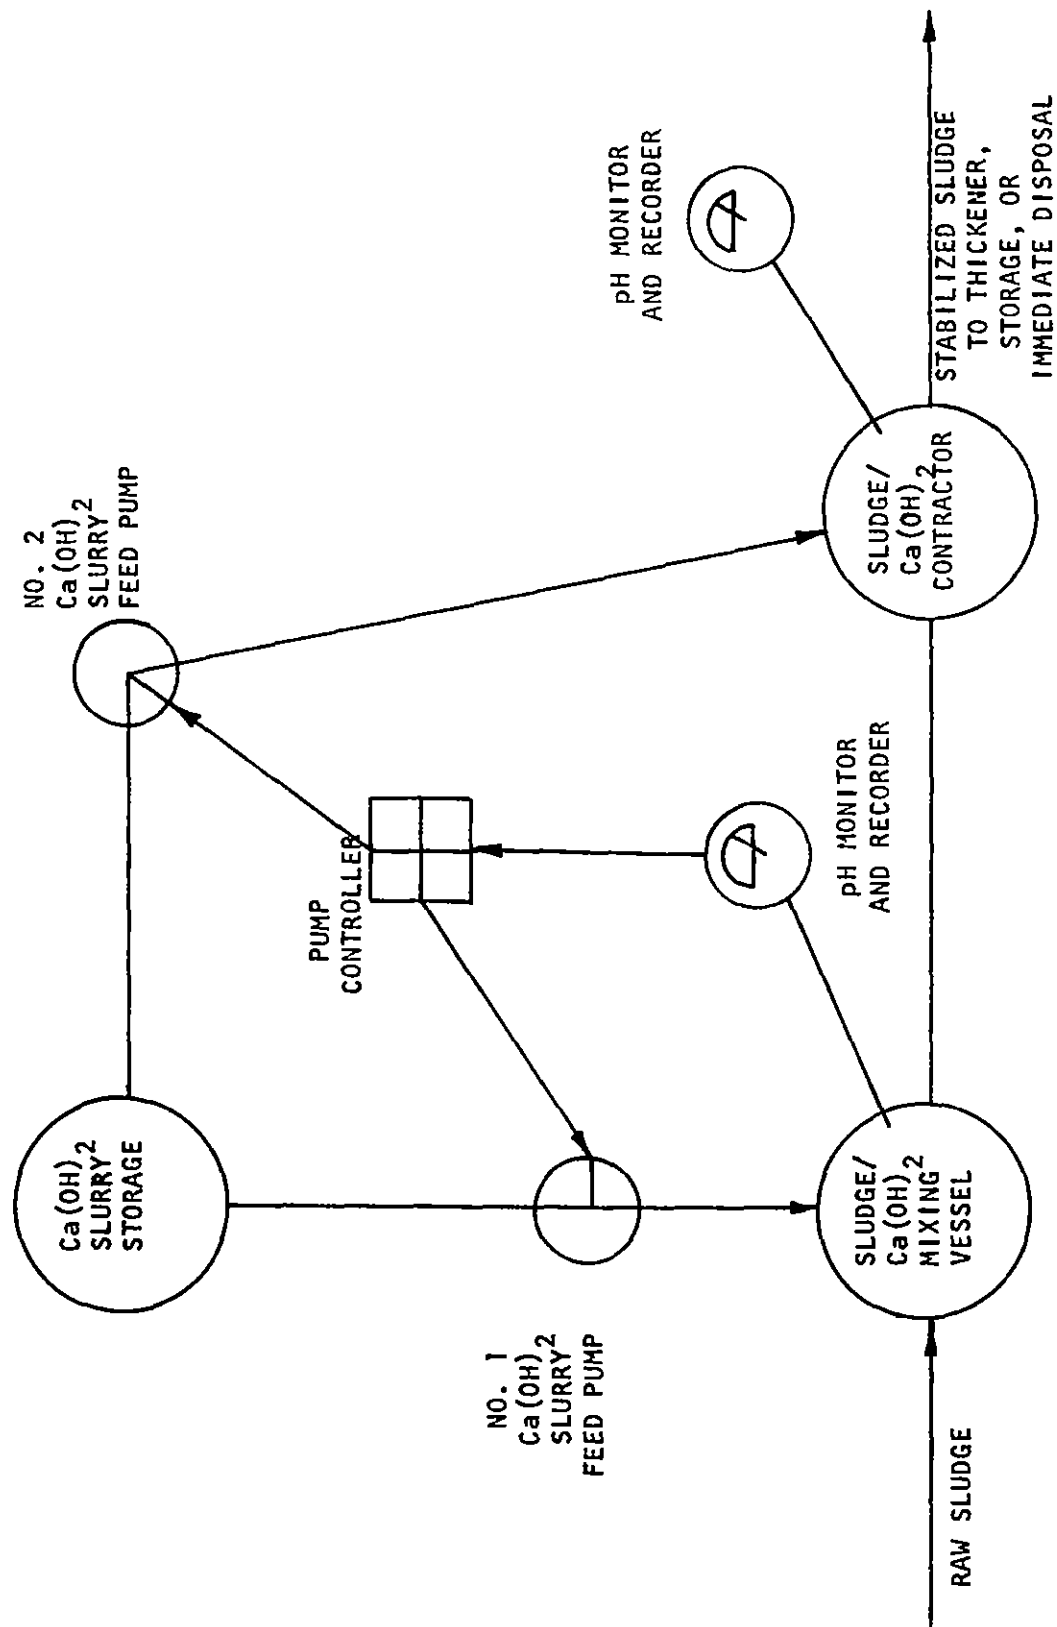 NO. 2
Ca(OH)2
SLURRY
FEED PUMP
Ca(OH)2
SLURRY
STORAGE
PUMP
CONTROLLER
pH MONITOR
AND RECORDER
NO. 1
Ca(OH)2
SLURRY
FEED PUMP
pH MONITOR
AND RECORDER
SLUDGE/
Ca(OH)2
MIXING
VESSEL
SLUDGE/
Ca(OH)2
CONTRACTOR
RAW SLUDGE
STABILIZED SLUDGE
TO THICKENER,
STORAGE, OR
IMMEDIATE DISPOSAL